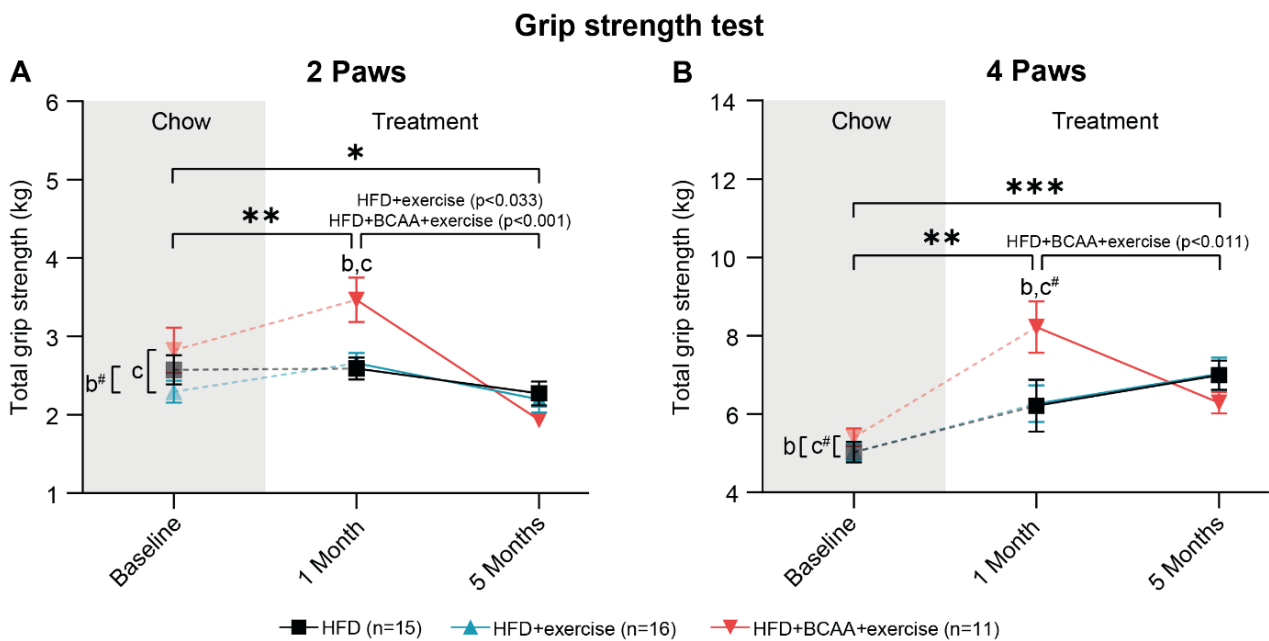 Grip strength test
A
2 Paws
Total grip strength (kg)
6
5
4
3
2
1
Chow
Treatment
*
HFD+exercise (p<0.033)
**
HFD+BCAA+exercise (p<0.001)
b,c
b#
c
Baseline
1 Month
5 Months
B
4 Paws
Total grip strength (kg)
14
12
10
8
6
4
Chow
Treatment
***
**
HFD+BCAA+exercise (p<0.011)
b,c#
b
c#
Baseline
1 Month
5 Months
HFD (n=15)
HFD+exercise (n=16)
HFD+BCAA+exercise (n=11)